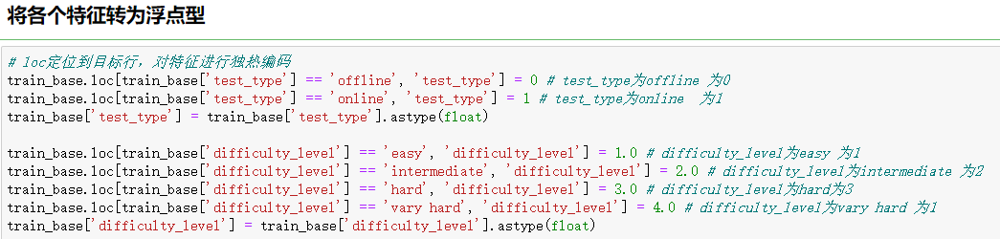 将各个特征转为浮点型
# loc定位到目标行，对特征进行独热编码
train_base.loc[train_base['test_type'] == 'offline', 'test_type'] = 0 # test_type为offline 为0
train_base.loc[train_base['test_type'] == 'online', 'test_type'] = 1 # test_type为online  为1
train_base['test_type'] = train_base['test_type'].astype(float)
train_base.loc[train_base['difficulty_level'] == 'easy', 'difficulty_level'] = 1.0 # difficulty_level为easy 为1
train_base.loc[train_base['difficulty_level'] == 'intermediate', 'difficulty_level'] = 2.0 # difficulty_level为intermediate 为2
train_base.loc[train_base['difficulty_level'] == 'hard', 'difficulty_level'] = 3.0 # difficulty_level为hard为3
train_base.loc[train_base['difficulty_level'] == 'vary hard', 'difficulty_level'] = 4.0 # difficulty_level为vary hard 为1
train_base['difficulty_level'] = train_base['difficulty_level'].astype(float)